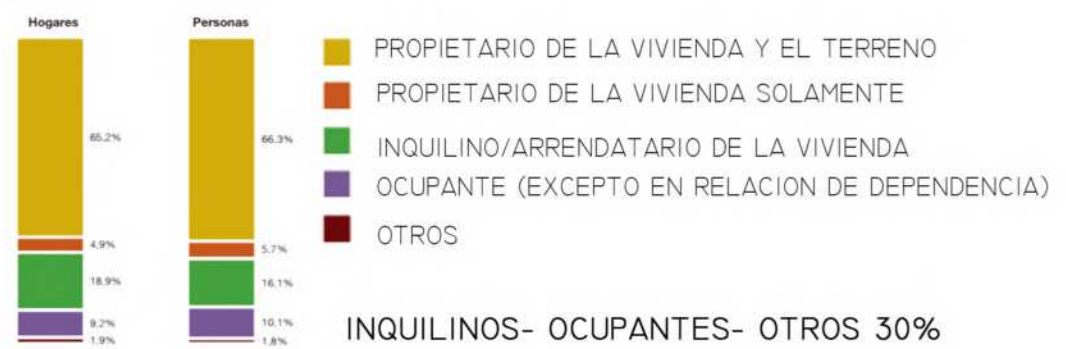 Hogares Personas
PROPIETARIO DE LA VIVIENDA Y EL TERRENO
PROPIETARIO DE LA VIVIENDA SOLAMENTE
65.2% 66.3%
INQUILINO/ARRENDATARIO DE LA VIVIENDA
OCUPANTE (EXCEPTO EN RELACION DE DEPENDENCIA)
OTROS
4.9% 5.7%
18.9% 16.1%
9.2% 10.1%
INQUILINOS- OCUPANTES- OTROS 30%
1.9% 1.8%